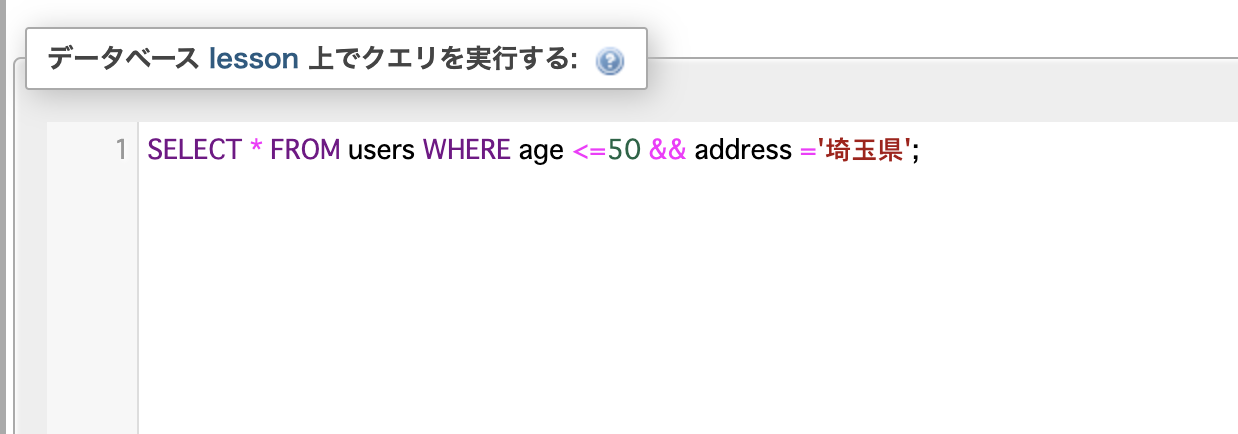 データベース lesson 上でクエリを実行する:
1 SELECT * FROM users WHERE age <=50 && address ='埼玉県';